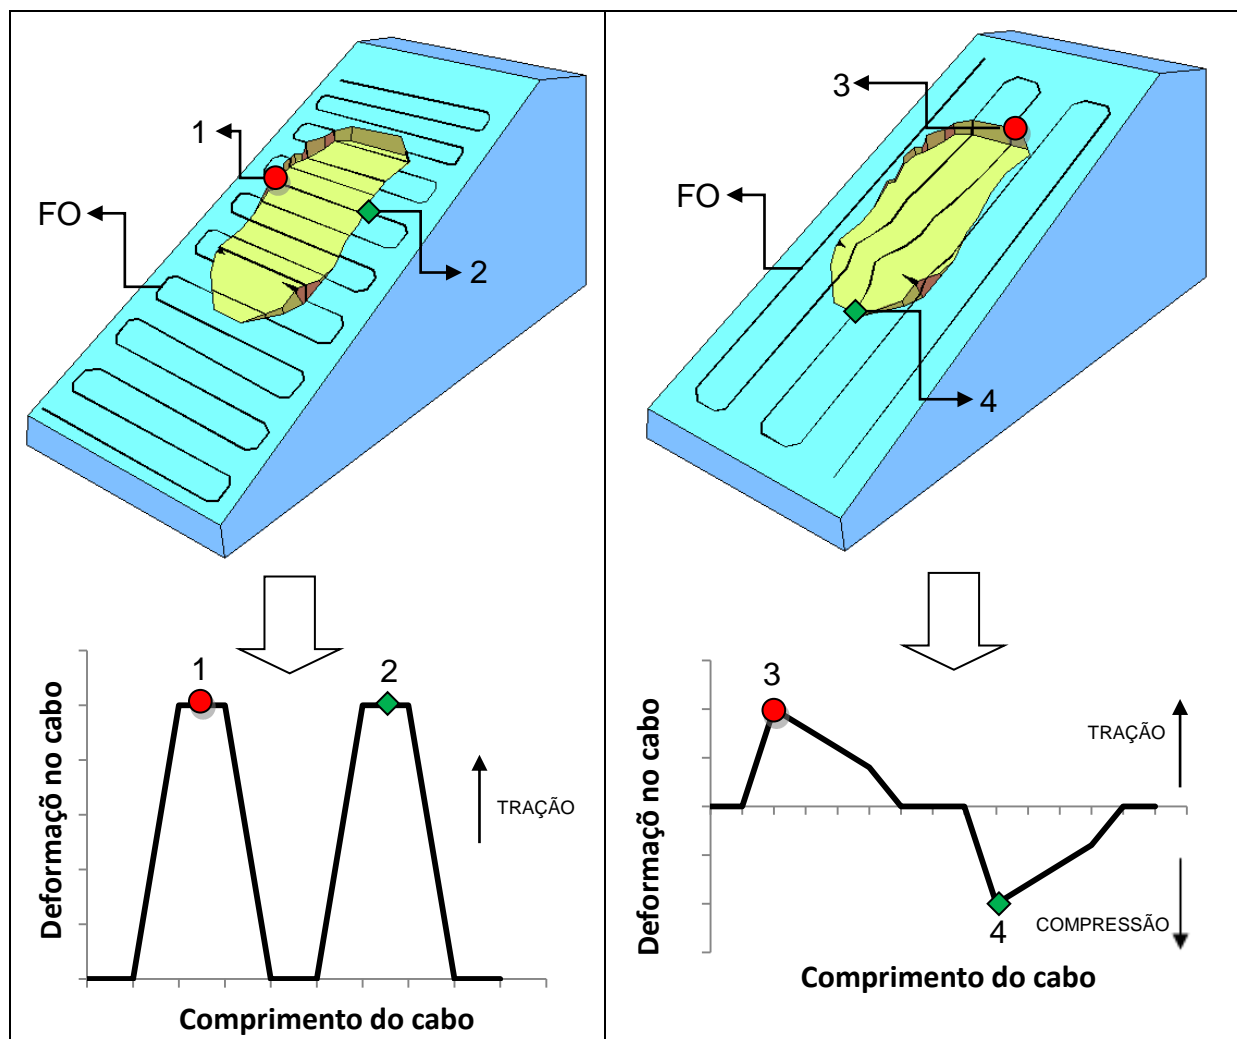 1
FO
2
3
FO
4
1
2
TRAÇÃO
Deformação no cabo
Comprimento do cabo
3
TRAÇÃO
Deformaçõ no cabo
4
COMPRESSÃO
Comprimento do cabo